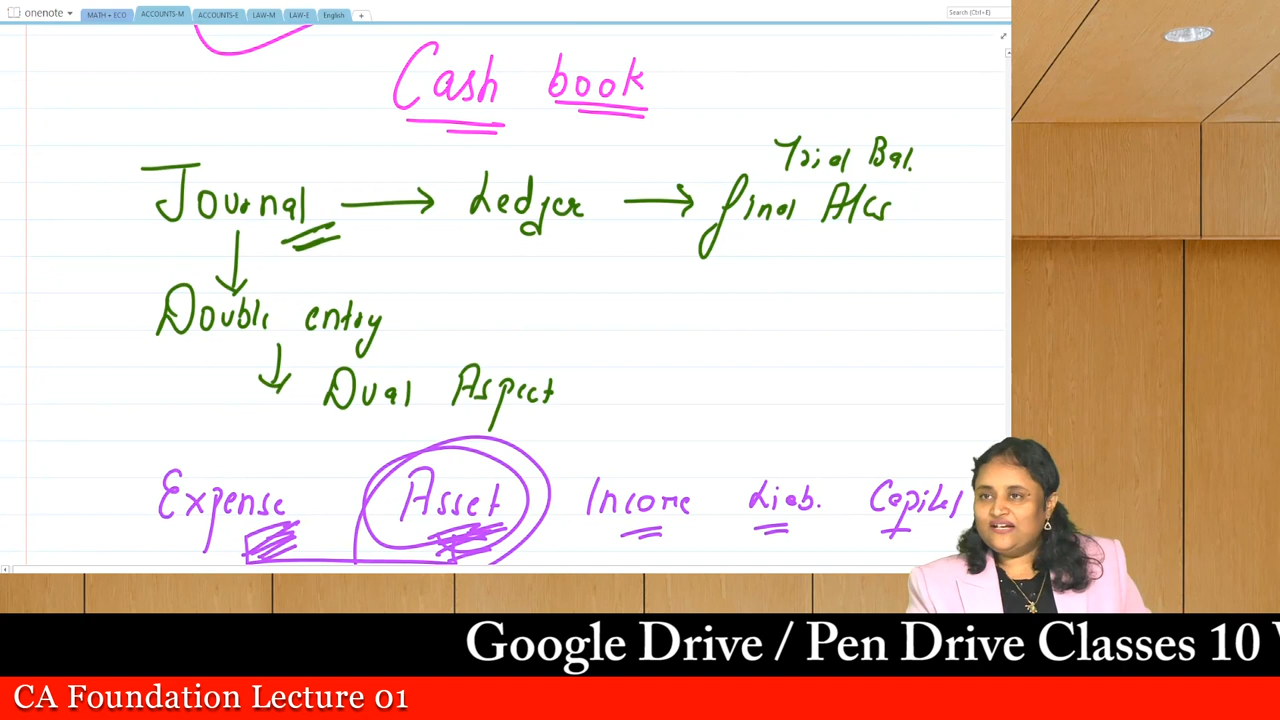 onenote MATH + ECO ACCOUNTS-M ACCOUNTS-E LAW-M LAW-E English + Search (Ctrl+E)
Cash book
Trial Bal.
Journal → Ledger → final A/cs
Double entry
Dual Aspect
Expense Asset Income Liab. Capital
Google Drive / Pen Drive Classes 10
CA Foundation Lecture 01